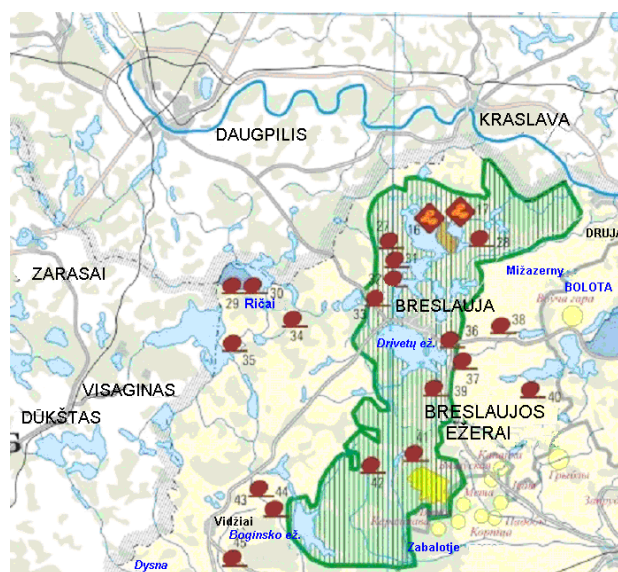 DAUGPILIS
KRASLAVA
17
16
27
28
DRUJA
31
ZARASAI
Mižazerny
BOLOTA
29
30
Ričai
33
BRESLAUJA
34
36
38
Drivetų ež.
35
37
VISAGINAS
39
40
DŪKŠTAS
BRESLAUJOS
EŽERAI
41
42
43
44
Vidžiai
Boginsko ež.
Zabalotje
45
Dysna